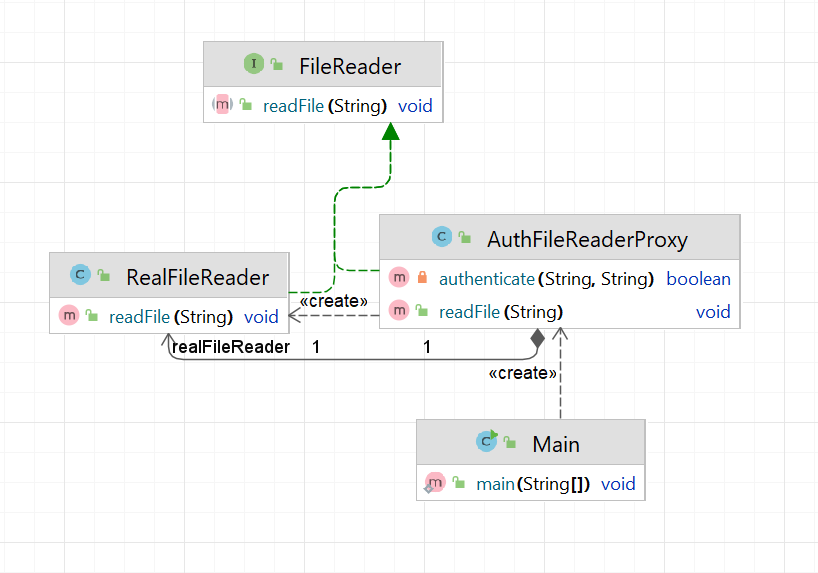 I FileReader
m readFile(String) void
C AuthFileReaderProxy
m authenticate(String, String) boolean
m readFile(String) void
C RealFileReader
m readFile(String) void
«create»
realFileReader 1 1
«create»
C Main
m main(String[]) void